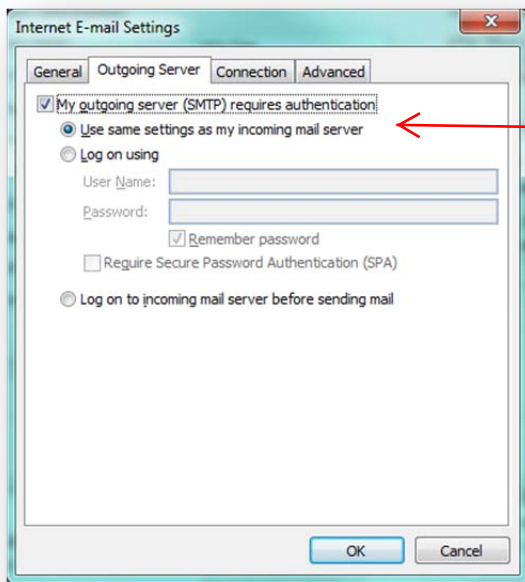 Internet E-mail Settings
General Outgoing Server Connection Advanced
My outgoing server (SMTP) requires authentication
Use same settings as my incoming mail server
Log on using
User Name:
Password:
Remember password
Require Secure Password Authentication (SPA)
Log on to incoming mail server before sending mail
OK Cancel